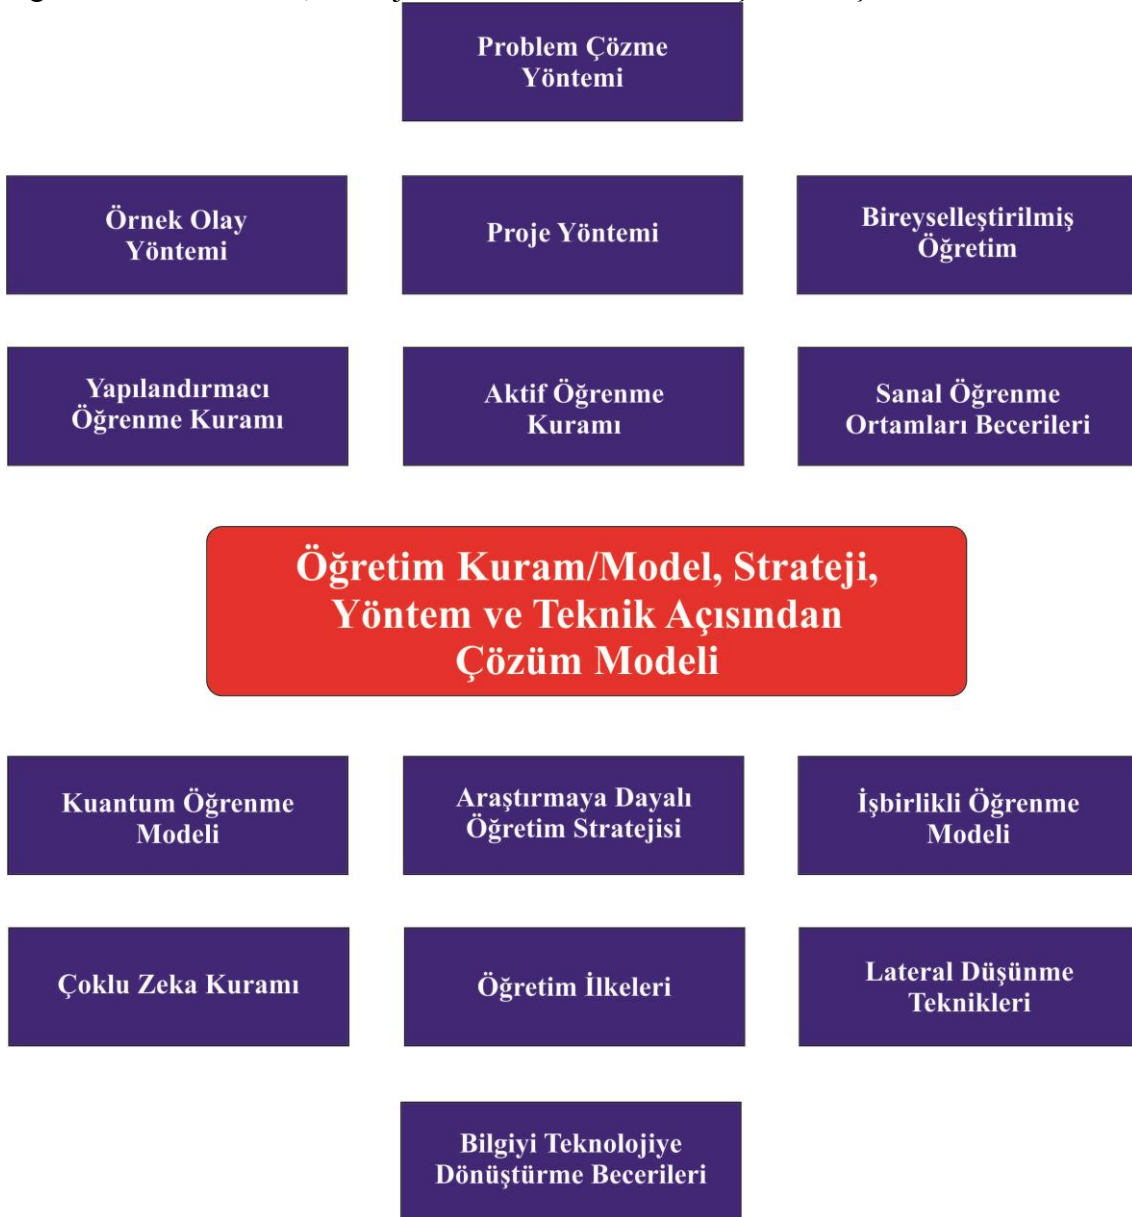 Problem Çözme
Yöntemi
Örnek Olay
Yöntemi
Proje Yöntemi
Bireyselleştirilmiş
Öğretim
Yapılandırmacı
Öğrenme Kuramı
Aktif Öğrenme
Kuramı
Sanal Öğrenme
Ortamları Becerileri
Öğretim Kuram/Model, Strateji,
Yöntem ve Teknik Açısından
Çözüm Modeli
Kuantum Öğrenme
Modeli
Araştırmaya Dayalı
Öğretim Stratejisi
İşbirlikli Öğrenme
Modeli
Çoklu Zeka Kuramı
Öğretim İlkeleri
Lateral Düşünme
Teknikleri
Bilgiyi Teknolojiye
Dönüştürme Becerileri